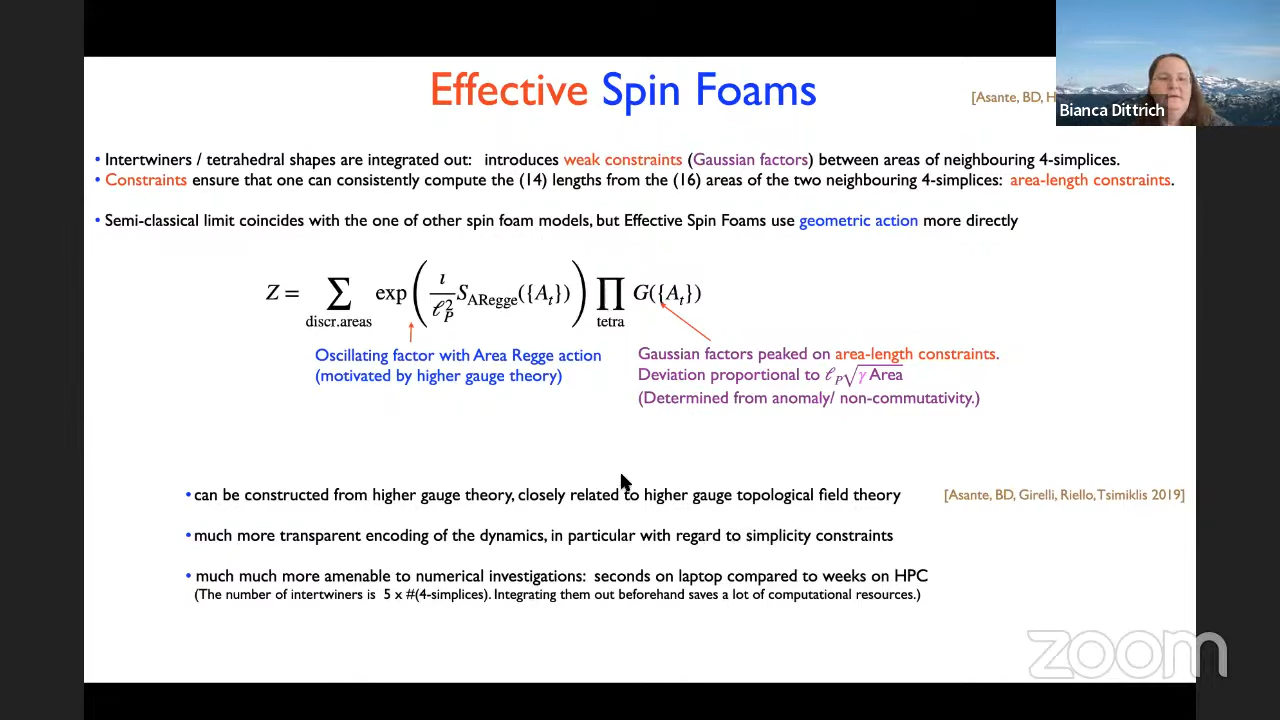 Effective Spin Foams
[Asante, BD, H
Bianca Dittrich
• Intertwiners / tetrahedral shapes are integrated out: introduces weak constraints (Gaussian factors) between areas of neighbouring 4-simplices.
• Constraints ensure that one can consistently compute the (14) lengths from the (16) areas of the two neighbouring 4-simplices: area-length constraints.
• Semi-classical limit coincides with the one of other spin foam models, but Effective Spin Foams use geometric action more directly
Z = ∑ exp ( ı/ℓ_P^2 S_ARegge({A_t}) ) ∏ G({A_t})
discr.areas tetra
Oscillating factor with Area Regge action
(motivated by higher gauge theory)
Gaussian factors peaked on area-length constraints.
Deviation proportional to ℓ_P√γ Area
(Determined from anomaly/ non-commutativity.)
• can be constructed from higher gauge theory, closely related to higher gauge topological field theory [Asante, BD, Girelli, Riello, Tsimiklis 2019]
• much more transparent encoding of the dynamics, in particular with regard to simplicity constraints
• much much more amenable to numerical investigations: seconds on laptop compared to weeks on HPC
(The number of intertwiners is 5 x #(4-simplices). Integrating them out beforehand saves a lot of computational resources.)
zoom